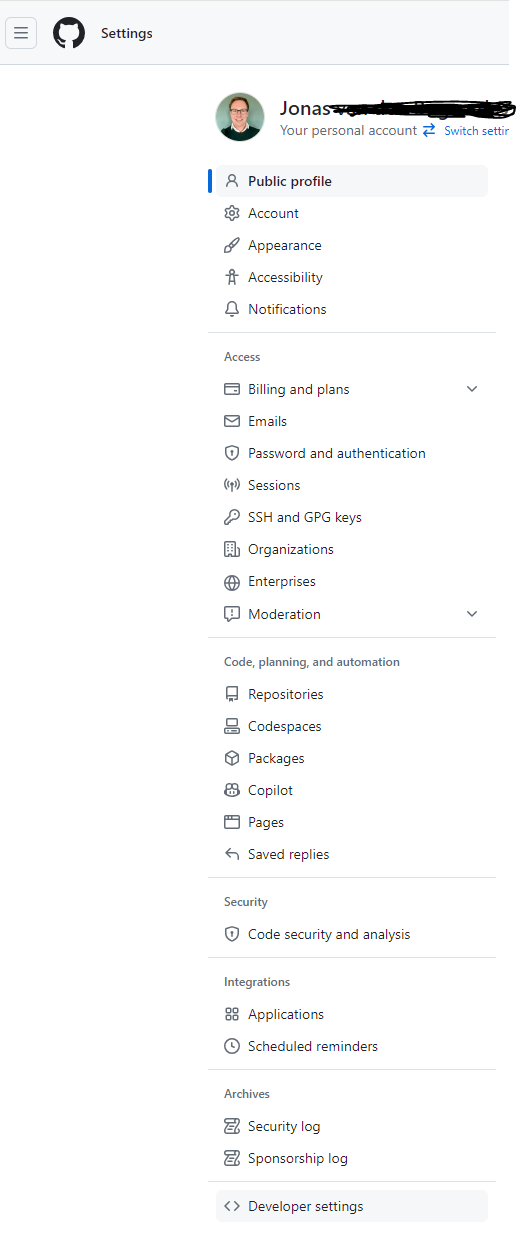 Settings
Jonas
Your personal account Switch settir
Public profile
Account
Appearance
Accessibility
Notifications
Access
Billing and plans
Emails
Password and authentication
Sessions
SSH and GPG keys
Organizations
Enterprises
Moderation
Code, planning, and automation
Repositories
Codespaces
Packages
Copilot
Pages
Saved replies
Security
Code security and analysis
Integrations
Applications
Scheduled reminders
Archives
Security log
Sponsorship log
Developer settings